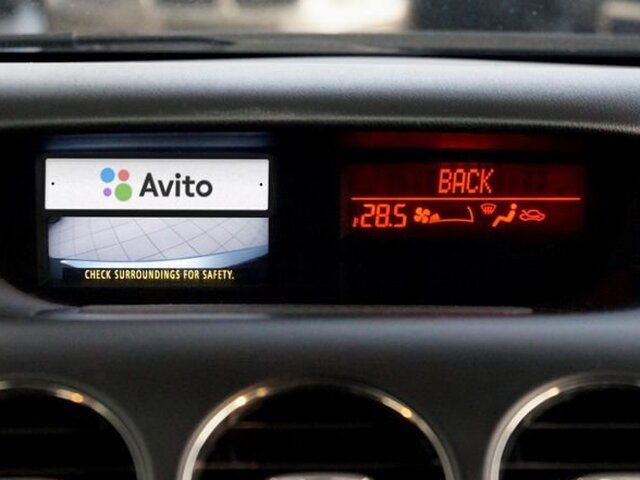 Avito
CHECK SURROUNDINGS FOR SAFETY.
BACK
28.5